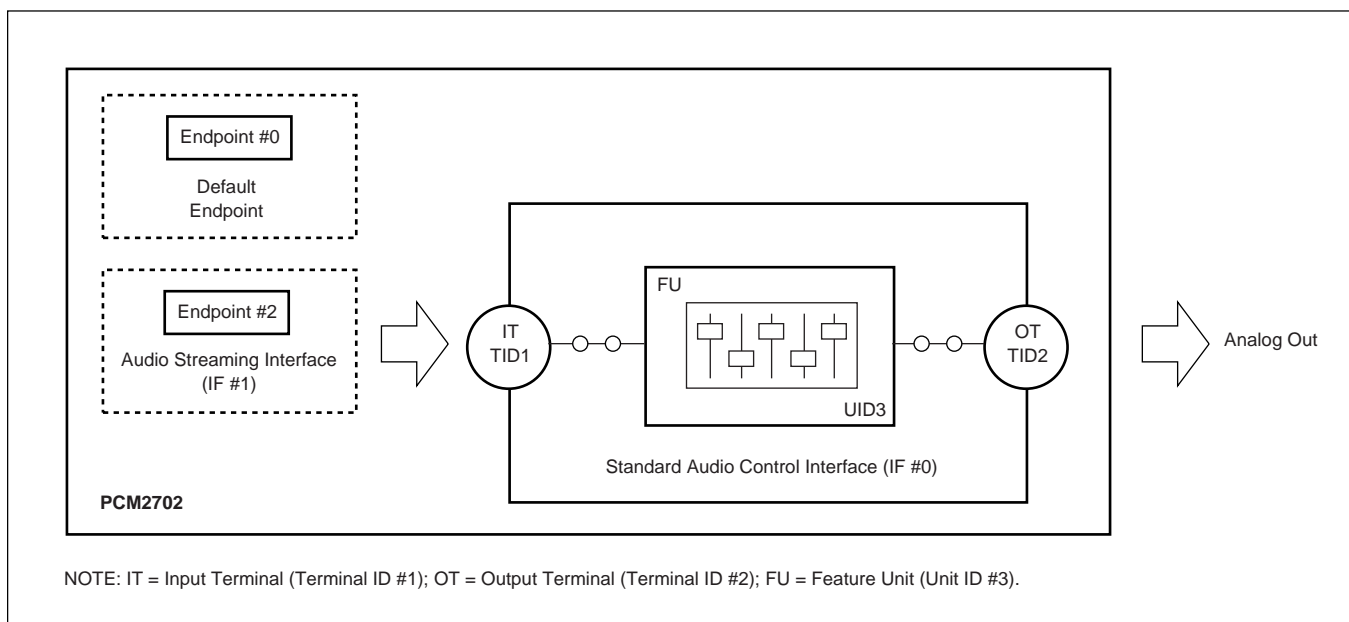 Endpoint #0
Default
Endpoint
Endpoint #2
Audio Streaming Interface
(IF #1)
IT
TID1
FU
UID3
OT
TID2
Analog Out
Standard Audio Control Interface (IF #0)
PCM2702
NOTE: IT = Input Terminal (Terminal ID #1); OT = Output Terminal (Terminal ID #2); FU = Feature Unit (Unit ID #3).